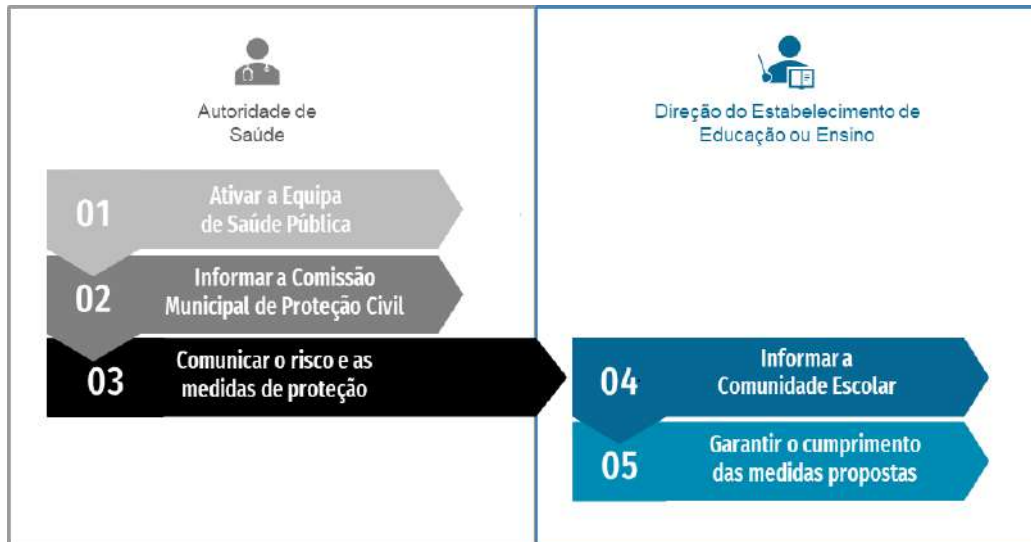 Autoridade de
Saúde
01
Ativar a Equipa
de Saúde Pública
02
Informar a Comissão
Municipal de Proteção Civil
03
Comunicar o risco e as
medidas de proteção
Direção do Estabelecimento de
Educação ou Ensino
04
Informar a
Comunidade Escolar
05
Garantir o cumprimento
das medidas propostas